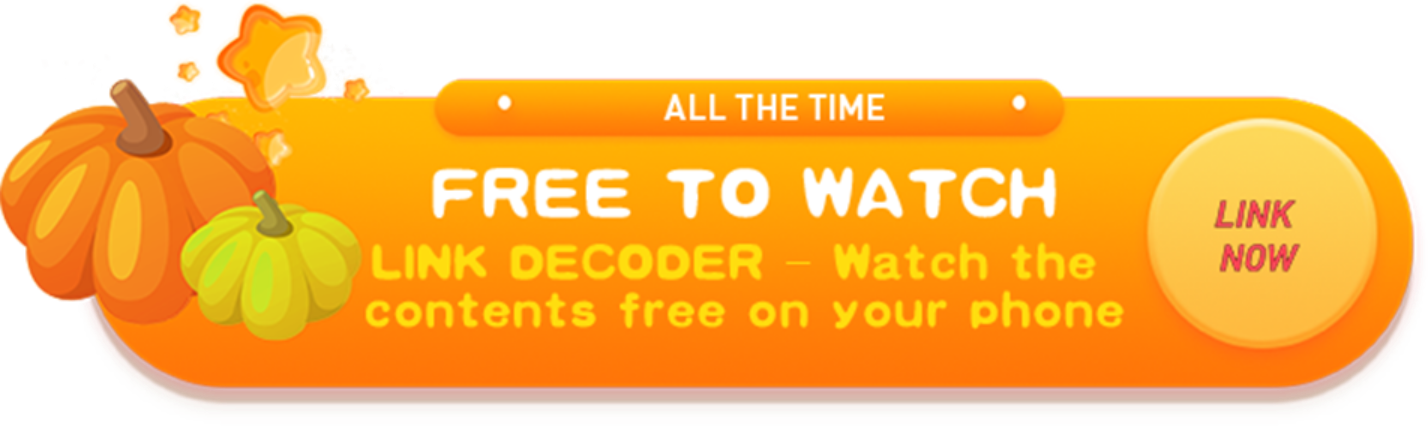 ALL THE TIME
FREE TO WATCH
LINK DECODER – Watch the
contents free on your phone
LINK
NOW